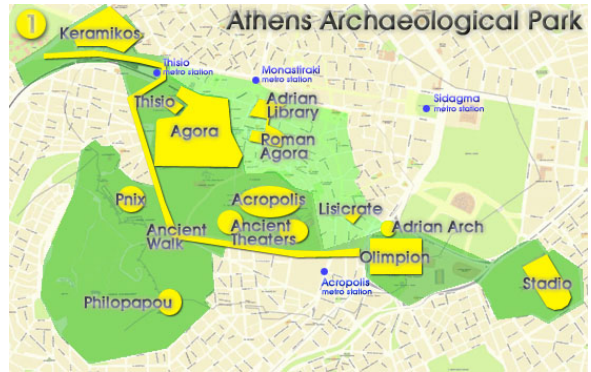 1
Athens Archaeological Park
Keramikos
Thisio
metro station
Monastiraki
metro station
Sidagma
metro station
Thisio
Adrian
Library
Agora
Roman
Agora
Pnix
Acropolis
Lisicrate
Ancient
Walk
Ancient
Theaters
Adrian Arch
Olimpion
Acropolis
metro station
Stadio
Philopapou